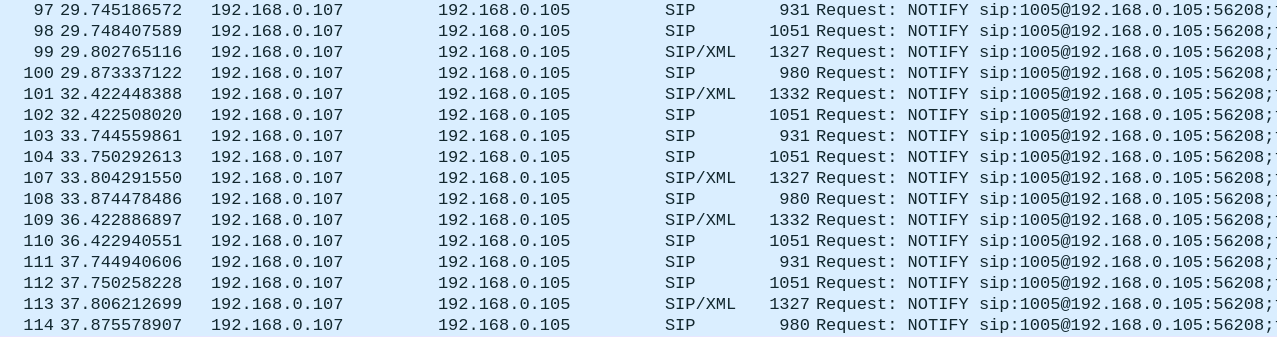 97 29.745186572 192.168.0.107 192.168.0.105 SIP 931 Request: NOTIFY sip:1005@192.168.0.105:56208;
98 29.748407589 192.168.0.107 192.168.0.105 SIP 1051 Request: NOTIFY sip:1005@192.168.0.105:56208;
99 29.802765116 192.168.0.107 192.168.0.105 SIP/XML 1327 Request: NOTIFY sip:1005@192.168.0.105:56208;
100 29.873337122 192.168.0.107 192.168.0.105 SIP 980 Request: NOTIFY sip:1005@192.168.0.105:56208;
101 32.422448388 192.168.0.107 192.168.0.105 SIP/XML 1332 Request: NOTIFY sip:1005@192.168.0.105:56208;
102 32.422508020 192.168.0.107 192.168.0.105 SIP 1051 Request: NOTIFY sip:1005@192.168.0.105:56208;
103 33.744559861 192.168.0.107 192.168.0.105 SIP 931 Request: NOTIFY sip:1005@192.168.0.105:56208;
104 33.750292613 192.168.0.107 192.168.0.105 SIP 1051 Request: NOTIFY sip:1005@192.168.0.105:56208;
107 33.804291550 192.168.0.107 192.168.0.105 SIP/XML 1327 Request: NOTIFY sip:1005@192.168.0.105:56208;
108 33.874478486 192.168.0.107 192.168.0.105 SIP 980 Request: NOTIFY sip:1005@192.168.0.105:56208;
109 36.422886897 192.168.0.107 192.168.0.105 SIP/XML 1332 Request: NOTIFY sip:1005@192.168.0.105:56208;
110 36.422940551 192.168.0.107 192.168.0.105 SIP 1051 Request: NOTIFY sip:1005@192.168.0.105:56208;
111 37.744940606 192.168.0.107 192.168.0.105 SIP 931 Request: NOTIFY sip:1005@192.168.0.105:56208;
112 37.750258228 192.168.0.107 192.168.0.105 SIP 1051 Request: NOTIFY sip:1005@192.168.0.105:56208;
113 37.806212699 192.168.0.107 192.168.0.105 SIP/XML 1327 Request: NOTIFY sip:1005@192.168.0.105:56208;
114 37.875578907 192.168.0.107 192.168.0.105 SIP 980 Request: NOTIFY sip:1005@192.168.0.105:56208;